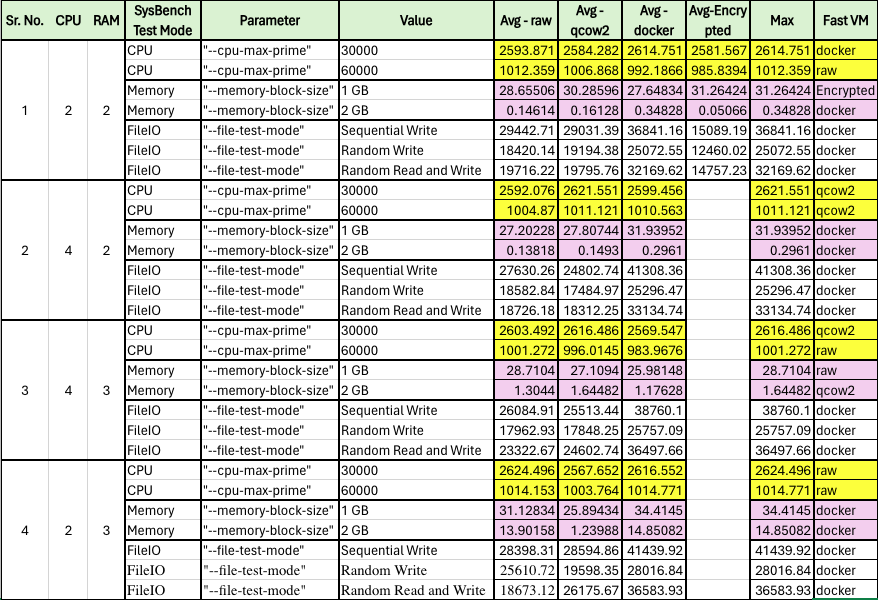 Sr. No. CPU RAM SysBench Test Mode Parameter Value Avg - raw Avg - qcow2 Avg - docker Avg-Encrypted Max Fast VM
CPU "--cpu-max-prime" 30000 2593.871 2584.282 2614.751 2581.567 2614.751 docker
CPU "--cpu-max-prime" 60000 1012.359 1006.868 992.1866 985.8394 1012.359 raw
Memory "--memory-block-size" 1 GB 28.65506 30.28596 27.64834 31.26424 31.26424 Encrypted
1 2 2 Memory "--memory-block-size" 2 GB 0.14614 0.16128 0.34828 0.05066 0.34828 docker
FileIO "--file-test-mode" Sequential Write 29442.71 29031.39 36841.16 15089.19 36841.16 docker
FileIO "--file-test-mode" Random Write 18420.14 19194.38 25072.55 12460.02 25072.55 docker
FileIO "--file-test-mode" Random Read and Write 19716.22 19795.76 32169.62 14757.23 32169.62 docker
CPU "--cpu-max-prime" 30000 2592.076 2621.551 2599.456 2621.551 qcow2
CPU "--cpu-max-prime" 60000 1004.87 1011.121 1010.563 1011.121 qcow2
Memory "--memory-block-size" 1 GB 27.20228 27.80744 31.93952 31.93952 docker
2 4 2 Memory "--memory-block-size" 2 GB 0.13818 0.1493 0.2961 0.2961 docker
FileIO "--file-test-mode" Sequential Write 27630.26 24802.74 41308.36 41308.36 docker
FileIO "--file-test-mode" Random Write 18582.84 17484.97 25296.47 25296.47 docker
FileIO "--file-test-mode" Random Read and Write 18726.18 18312.25 33134.74 33134.74 docker
CPU "--cpu-max-prime" 30000 2603.492 2616.486 2569.547 2616.486 qcow2
CPU "--cpu-max-prime" 60000 1001.272 996.0145 983.9676 1001.272 raw
Memory "--memory-block-size" 1 GB 28.7104 27.1094 25.98148 28.7104 raw
3 4 3 Memory "--memory-block-size" 2 GB 1.3044 1.64482 1.17628 1.64482 qcow2
FileIO "--file-test-mode" Sequential Write 26084.91 25513.44 38760.1 38760.1 docker
FileIO "--file-test-mode" Random Write 17962.93 17848.25 25757.09 25757.09 docker
FileIO "--file-test-mode" Random Read and Write 23322.67 24602.74 36497.66 36497.66 docker
CPU "--cpu-max-prime" 30000 2624.496 2567.652 2616.552 2624.496 raw
CPU "--cpu-max-prime" 60000 1014.153 1003.764 1014.771 1014.771 raw
Memory "--memory-block-size" 1 GB 31.12834 25.89434 34.4145 34.4145 docker
4 2 3 Memory "--memory-block-size" 2 GB 13.90158 1.23988 14.85082 14.85082 docker
FileIO "--file-test-mode" Sequential Write 28398.31 28594.86 41439.92 41439.92 docker
FileIO "--file-test-mode" Random Write 25610.72 19598.35 28016.84 28016.84 docker
FileIO "--file-test-mode" Random Read and Write 18673.12 26175.67 36583.93 36583.93 docker